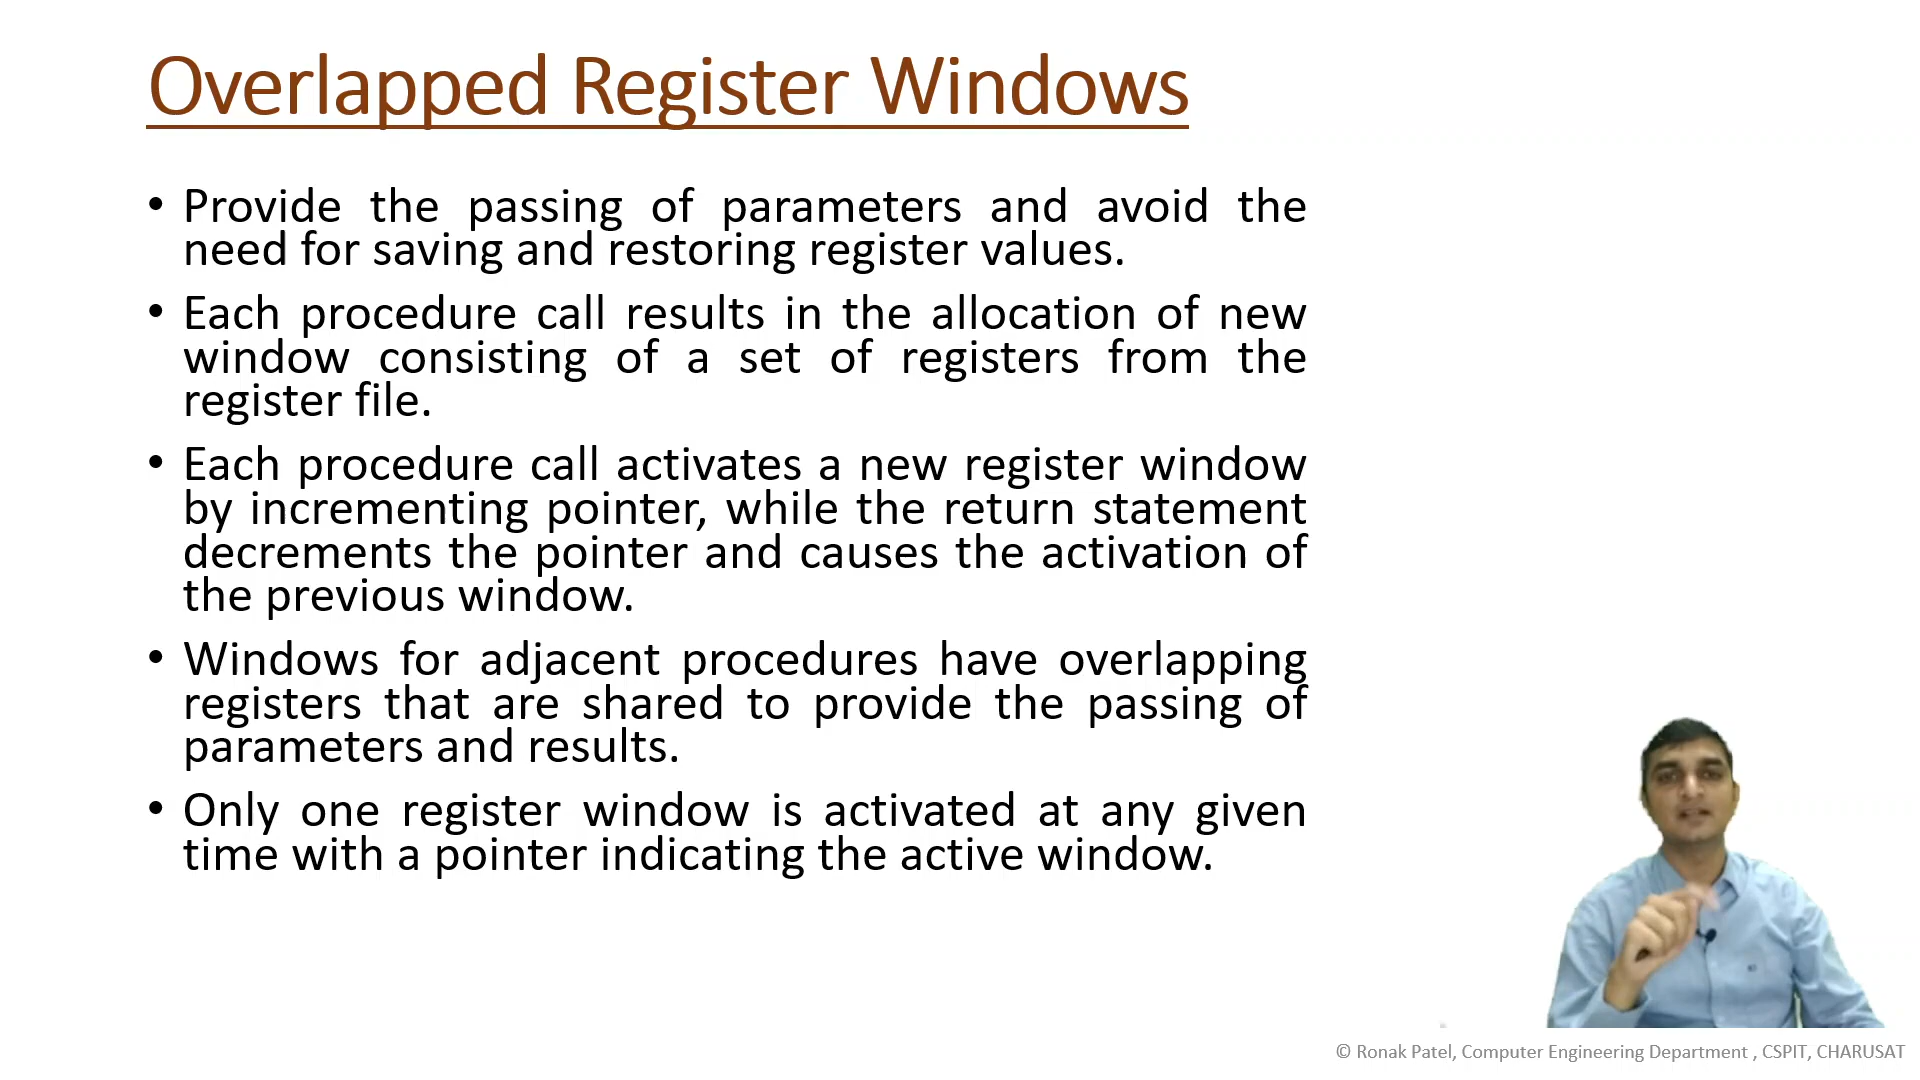 Overlapped Register Windows
• Provide the passing of parameters and avoid the
need for saving and restoring register values.
• Each procedure call results in the allocation of new
window consisting of a set of registers from the
register file.
• Each procedure call activates a new register window
by incrementing pointer, while the return statement
decrements the pointer and causes the activation of
the previous window.
• Windows for adjacent procedures have overlapping
registers that are shared to provide the passing of
parameters and results.
• Only one register window is activated at any given
time with a pointer indicating the active window.
© Ronak Patel, Computer Engineering Department , CSPIT, CHARUSAT